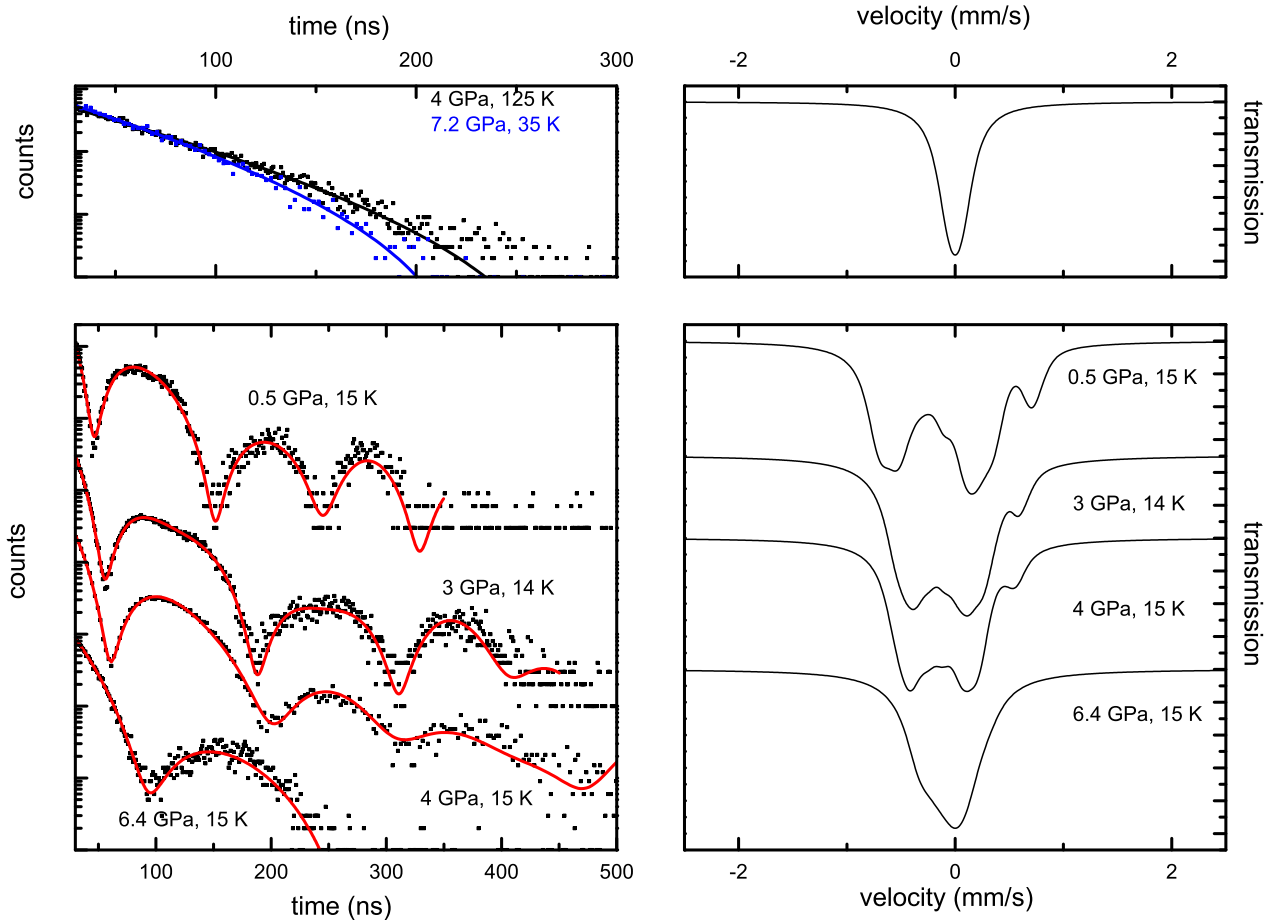 time (ns)
velocity (mm/s)
100 200 300
-2 0 2
4 GPa, 125 K
7.2 GPa, 35 K
counts
transmission
0.5 GPa, 15 K
3 GPa, 14 K
4 GPa, 15 K
6.4 GPa, 15 K
counts
0.5 GPa, 15 K
3 GPa, 14 K
4 GPa, 15 K
6.4 GPa, 15 K
transmission
100 200 300 400 500
-2 0 2
time (ns)
velocity (mm/s)